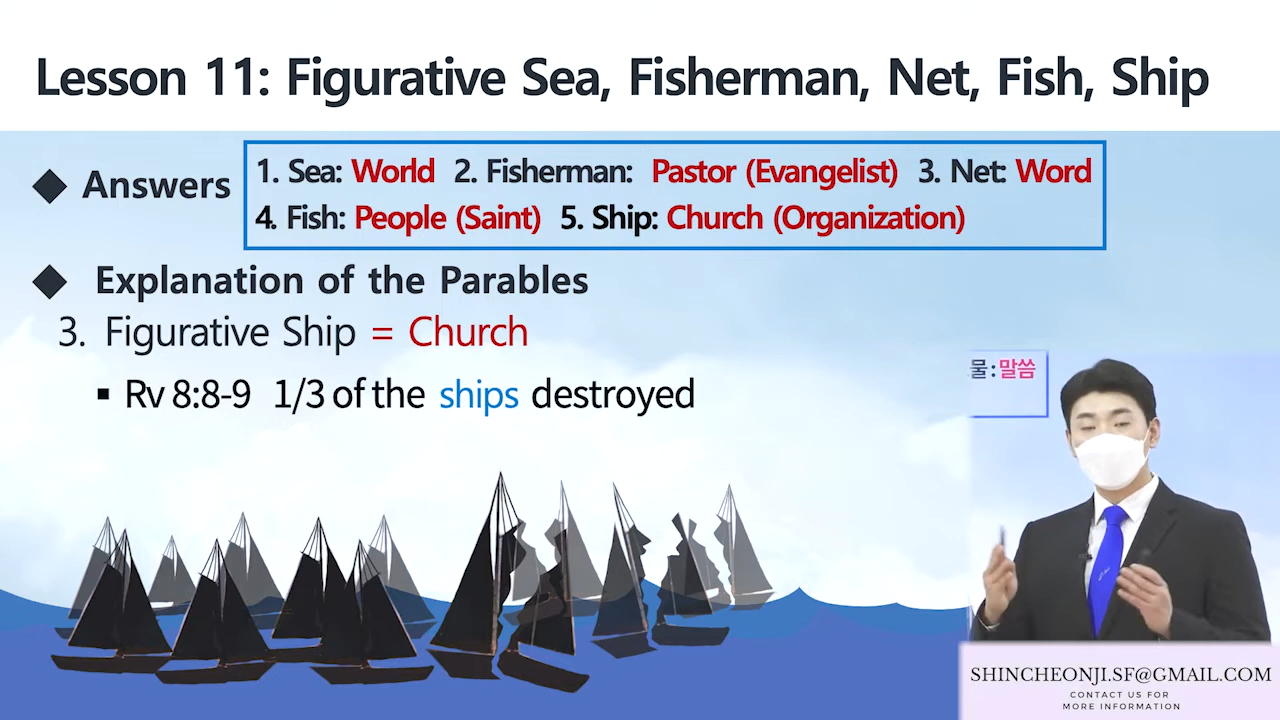 Lesson 11: Figurative Sea, Fisherman, Net, Fish, Ship
◆ Answers
1. Sea: World 2. Fisherman: Pastor (Evangelist) 3. Net: Word
4. Fish: People (Saint) 5. Ship: Church (Organization)
◆ Explanation of the Parables
3. Figurative Ship = Church
▪ Rv 8:8-9 1/3 of the ships destroyed
물:말씀
SHINCHEONJI.SF@GMAIL.COM
CONTACT US FOR
MORE INFORMATION